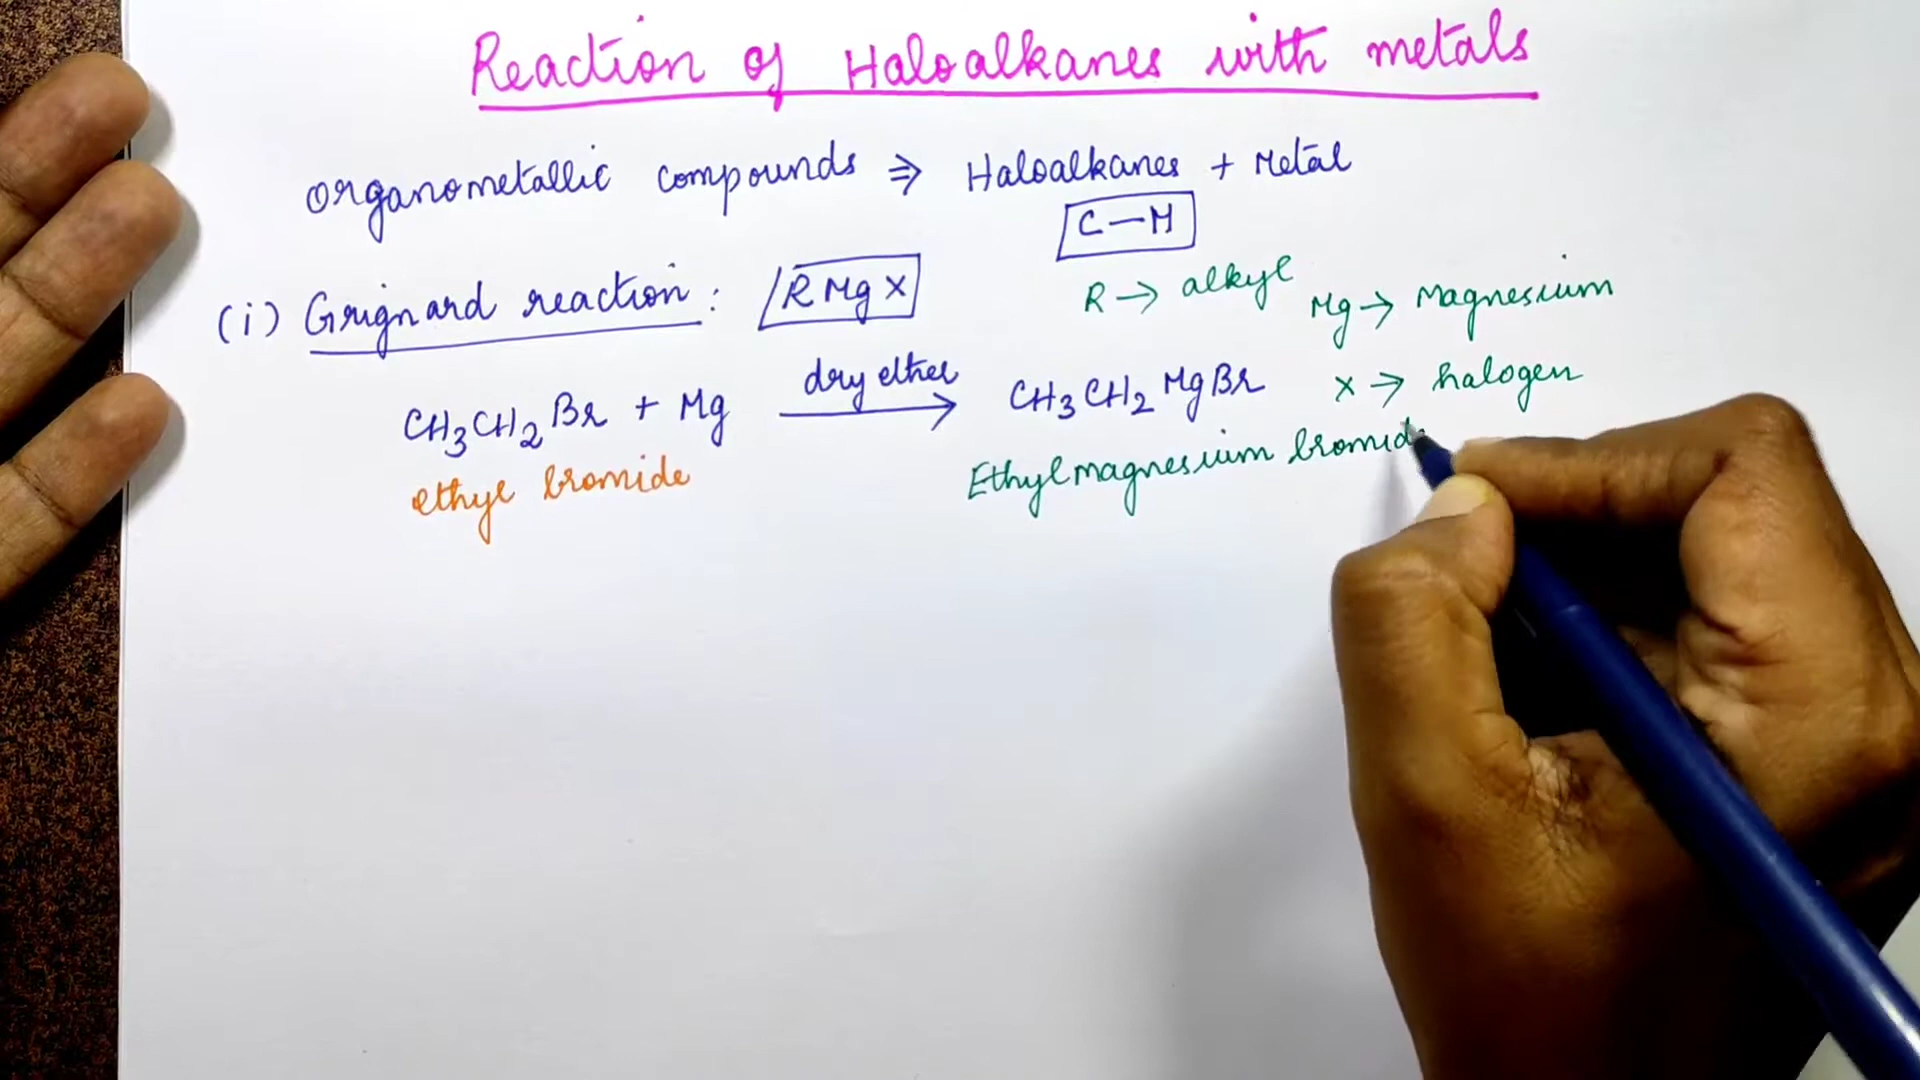 Reaction of Haloalkanes with metals
organometallic compounds ⇒ Haloalkanes + Metal
C—M
(i) Grignard reaction: RMgX
R → alkyl Mg → Magnesium
X → halogen
CH₃CH₂Br + Mg dry ether → CH₃CH₂MgBr
ethyl bromide
Ethylmagnesium bromid